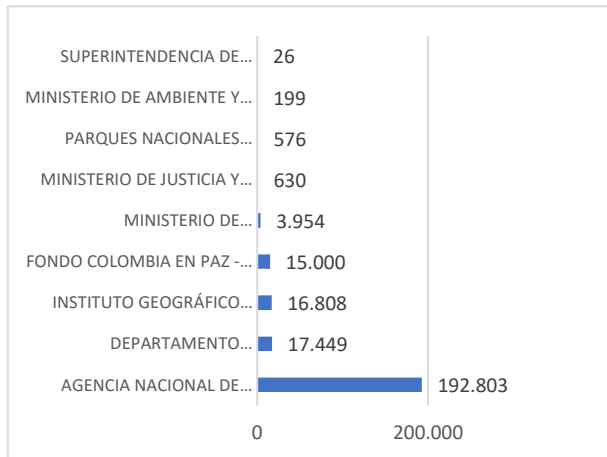 SUPERINTENDENCIA DE... 26
MINISTERIO DE AMBIENTE Y... 199
PARQUES NACIONALES... 576
MINISTERIO DE JUSTICIA Y... 630
MINISTERIO DE... 3.954
FONDO COLOMBIA EN PAZ -... 15.000
INSTITUTO GEOGRÁFICO... 16.808
DEPARTAMENTO... 17.449
AGENCIA NACIONAL DE... 192.803
0 200.000